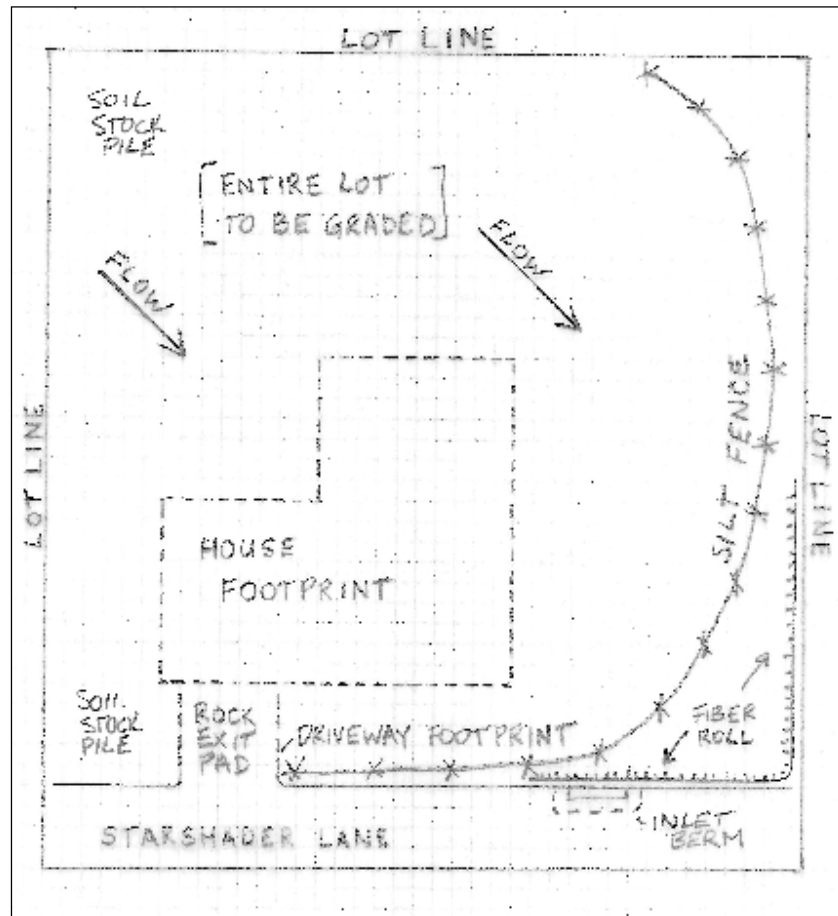 LOT LINE
SOIL
STOCK
PILE
[ENTIRE LOT
TO BE GRADED]
FLOW
FLOW
LOT LINE
SILT FENCE
LOT LINE
HOUSE
FOOTPRINT
SOIL
STOCK
PILE
ROCK
EXIT
PAD
DRIVEWAY FOOTPRINT
FIBER
ROLL
STARSHADER LANE
INLET
BERM